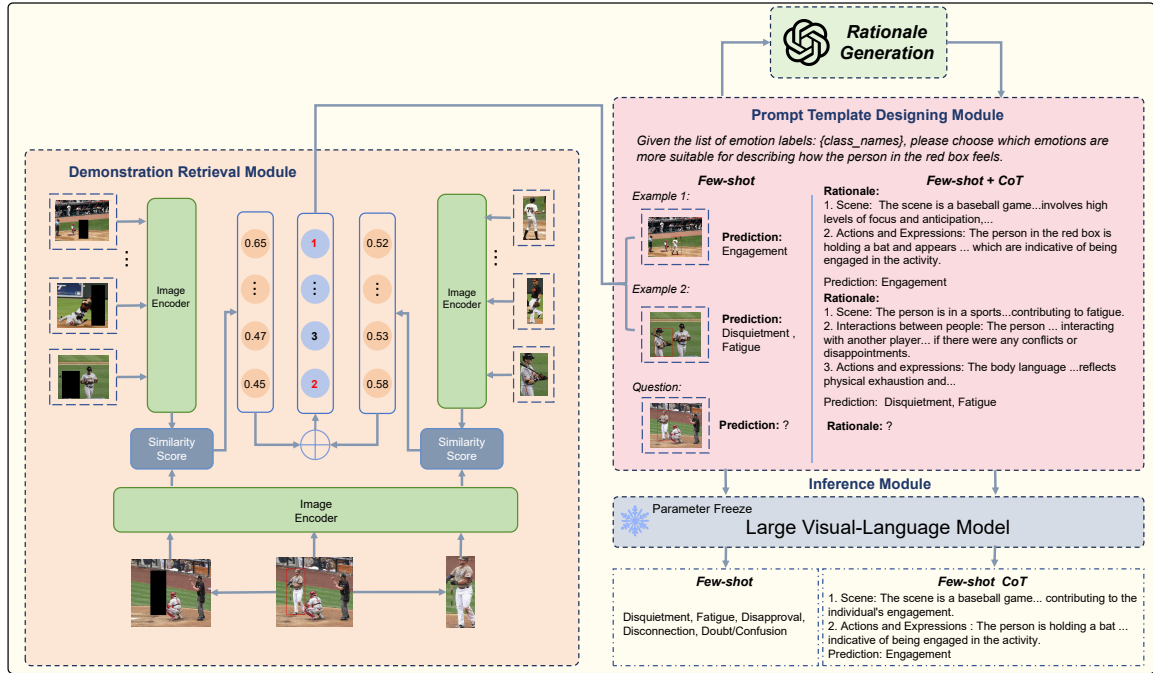 Rationale
Generation
Prompt Template Designing Module
Given the list of emotion labels: {class_names}, please choose which emotions are
more suitable for describing how the person in the red box feels.
Few-shot
Example 1:
Prediction:
Engagement
Example 2:
Prediction:
Disquietment ,
Fatigue
Question:
Prediction: ?
Few-shot + CoT
Rationale:
1. Scene: The scene is a baseball game...involves high
levels of focus and anticipation,...
2. Actions and Expressions: The person in the red box is
holding a bat and appears ... which are indicative of being
engaged in the activity.
Prediction: Engagement
Rationale:
1. Scene: The person is in a sports...contributing to fatigue.
2. Interactions between people: The person ... interacting
with another player... if there were any conflicts or
disappointments.
3. Actions and expressions: The body language ...reflects
physical exhaustion and...
Prediction: Disquietment, Fatigue
Rationale: ?
Demonstration Retrieval Module
Image
Encoder
0.65
⋮
0.47
0.45
1
⋮
3
2
0.52
⋮
0.53
0.58
Image
Encoder
Similarity
Score
Similarity
Score
Image
Encoder
Inference Module
Parameter Freeze
Large Visual-Language Model
Few-shot
Disquietment, Fatigue, Disapproval,
Disconnection, Doubt/Confusion
Few-shot CoT
1. Scene: The scene is a baseball game... contributing to the
individual's engagement.
2. Actions and Expressions : The person is holding a bat ...
indicative of being engaged in the activity.
Prediction: Engagement